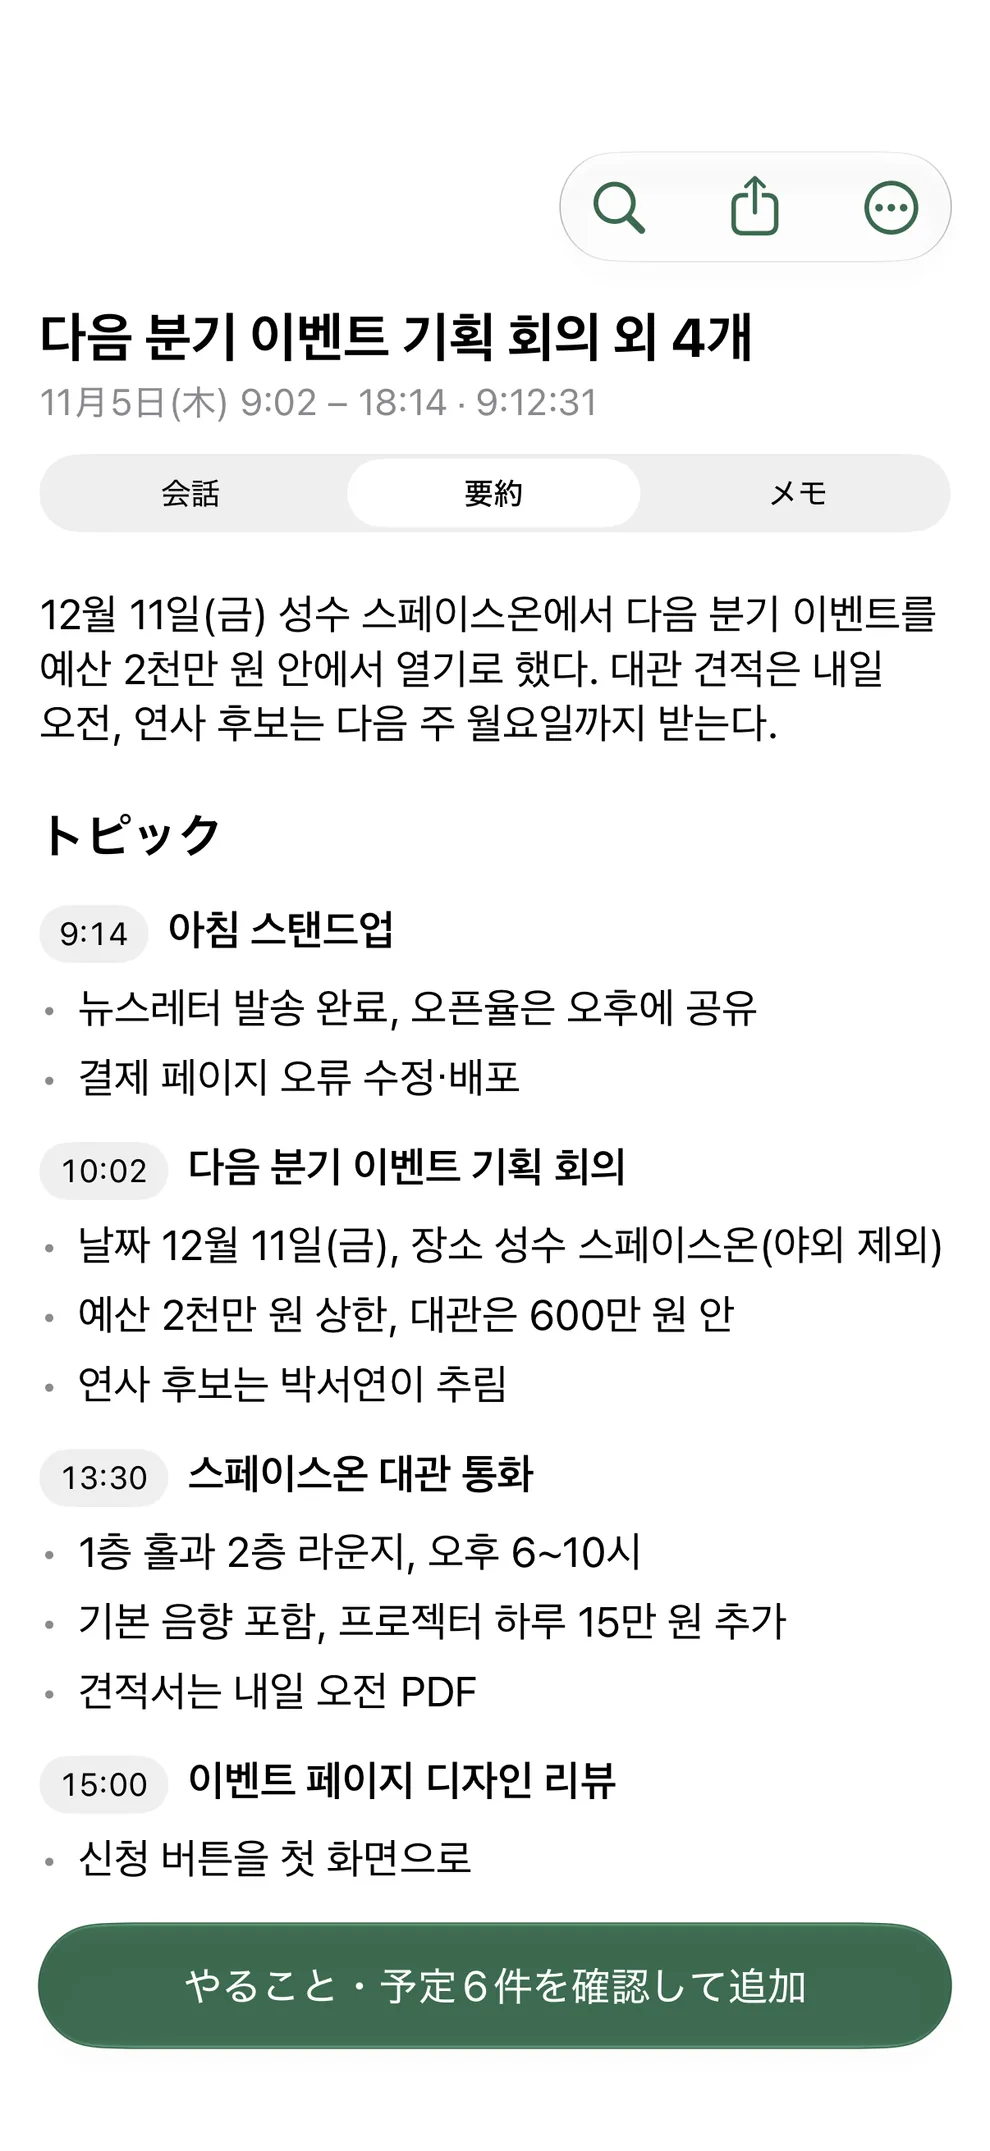 다음 분기 이벤트 기획 회의 외 4개
11月5日(木) 9:02 – 18:14 · 9:12:31
会話
要約
メモ
12월 11일(금) 성수 스페이스온에서 다음 분기 이벤트를
예산 2천만 원 안에서 열기로 했다. 대관 견적은 내일
오전, 연사 후보는 다음 주 월요일까지 받는다.
トピック
9:14 아침 스탠드업
• 뉴스레터 발송 완료, 오픈율은 오후에 공유
• 결제 페이지 오류 수정·배포
10:02 다음 분기 이벤트 기획 회의
• 날짜 12월 11일(금), 장소 성수 스페이스온(야외 제외)
• 예산 2천만 원 상한, 대관은 600만 원 안
• 연사 후보는 박서연이 추림
13:30 스페이스온 대관 통화
• 1층 홀과 2층 라운지, 오후 6~10시
• 기본 음향 포함, 프로젝터 하루 15만 원 추가
• 견적서는 내일 오전 PDF
15:00 이벤트 페이지 디자인 리뷰
• 신청 버튼을 첫 화면으로
やること・予定6件を確認して追加